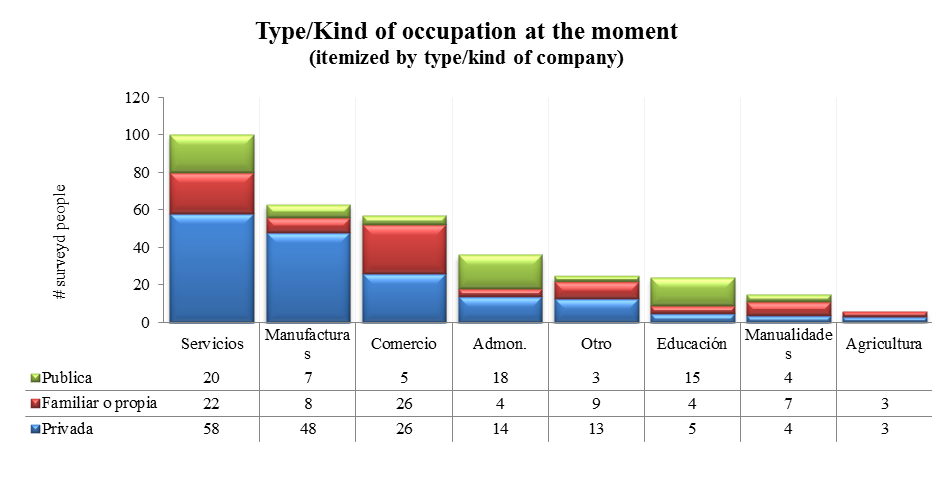 Type/Kind of occupation at the moment
(itemized by type/kind of company)
# surveyd people
120
100
80
60
40
20
0
Servicios Manufactura Comercio Admon. Otro Educación Manualidade Agricultura
s s
Publica 20 7 5 18 3 15 4
Familiar o propia 22 8 26 4 9 4 7 3
Privada 58 48 26 14 13 5 4 3